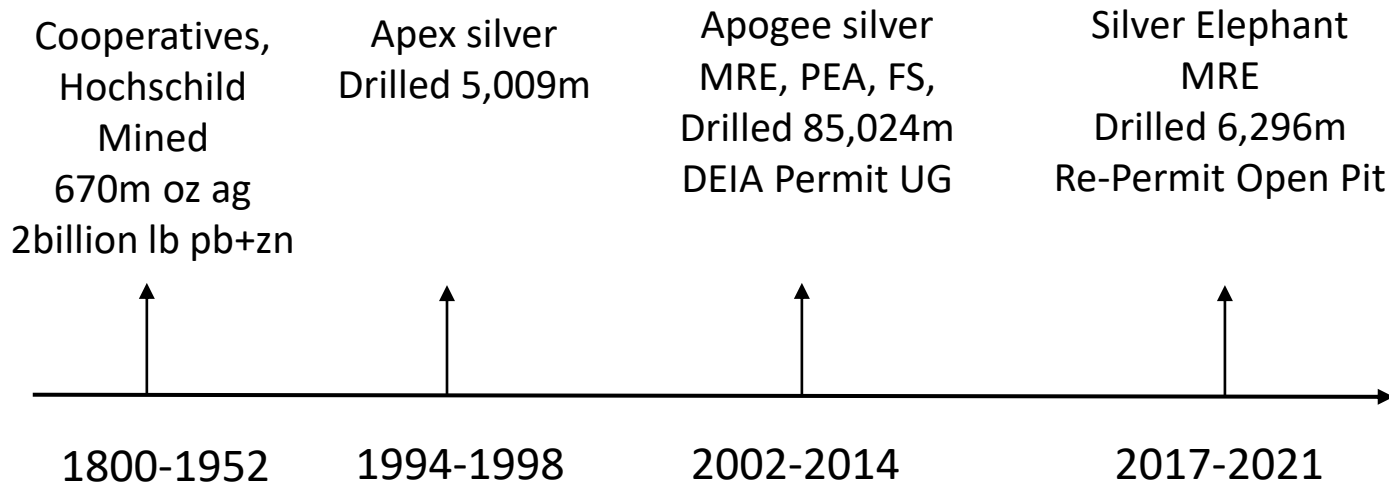 Cooperatives,
Hochschild
Mined
670m oz ag
2billion lb pb+zn
Apex silver
Drilled 5,009m
Apogee silver
MRE, PEA, FS,
Drilled 85,024m
DEIA Permit UG
Silver Elephant
MRE
Drilled 6,296m
Re-Permit Open Pit
1800-1952
1994-1998
2002-2014
2017-2021